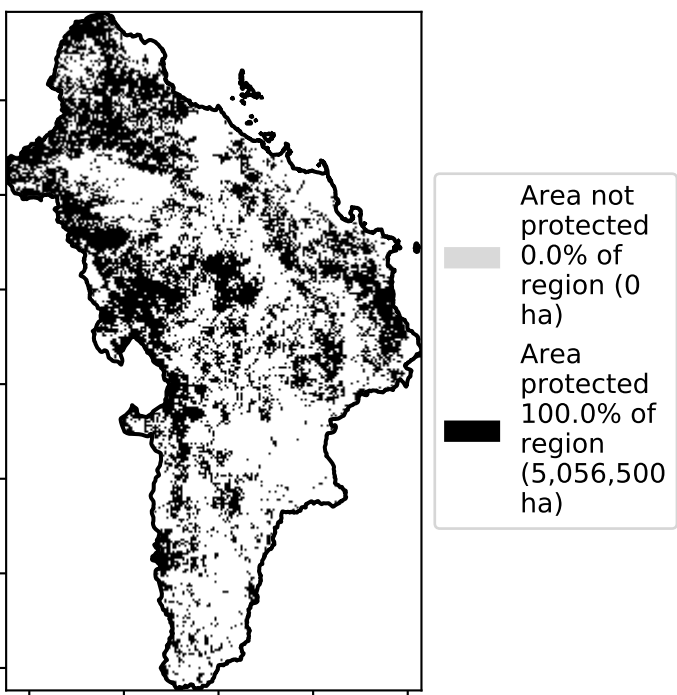 Area not
protected
0.0% of
region (0
ha)
Area
protected
100.0% of
region
(5,056,500
ha)